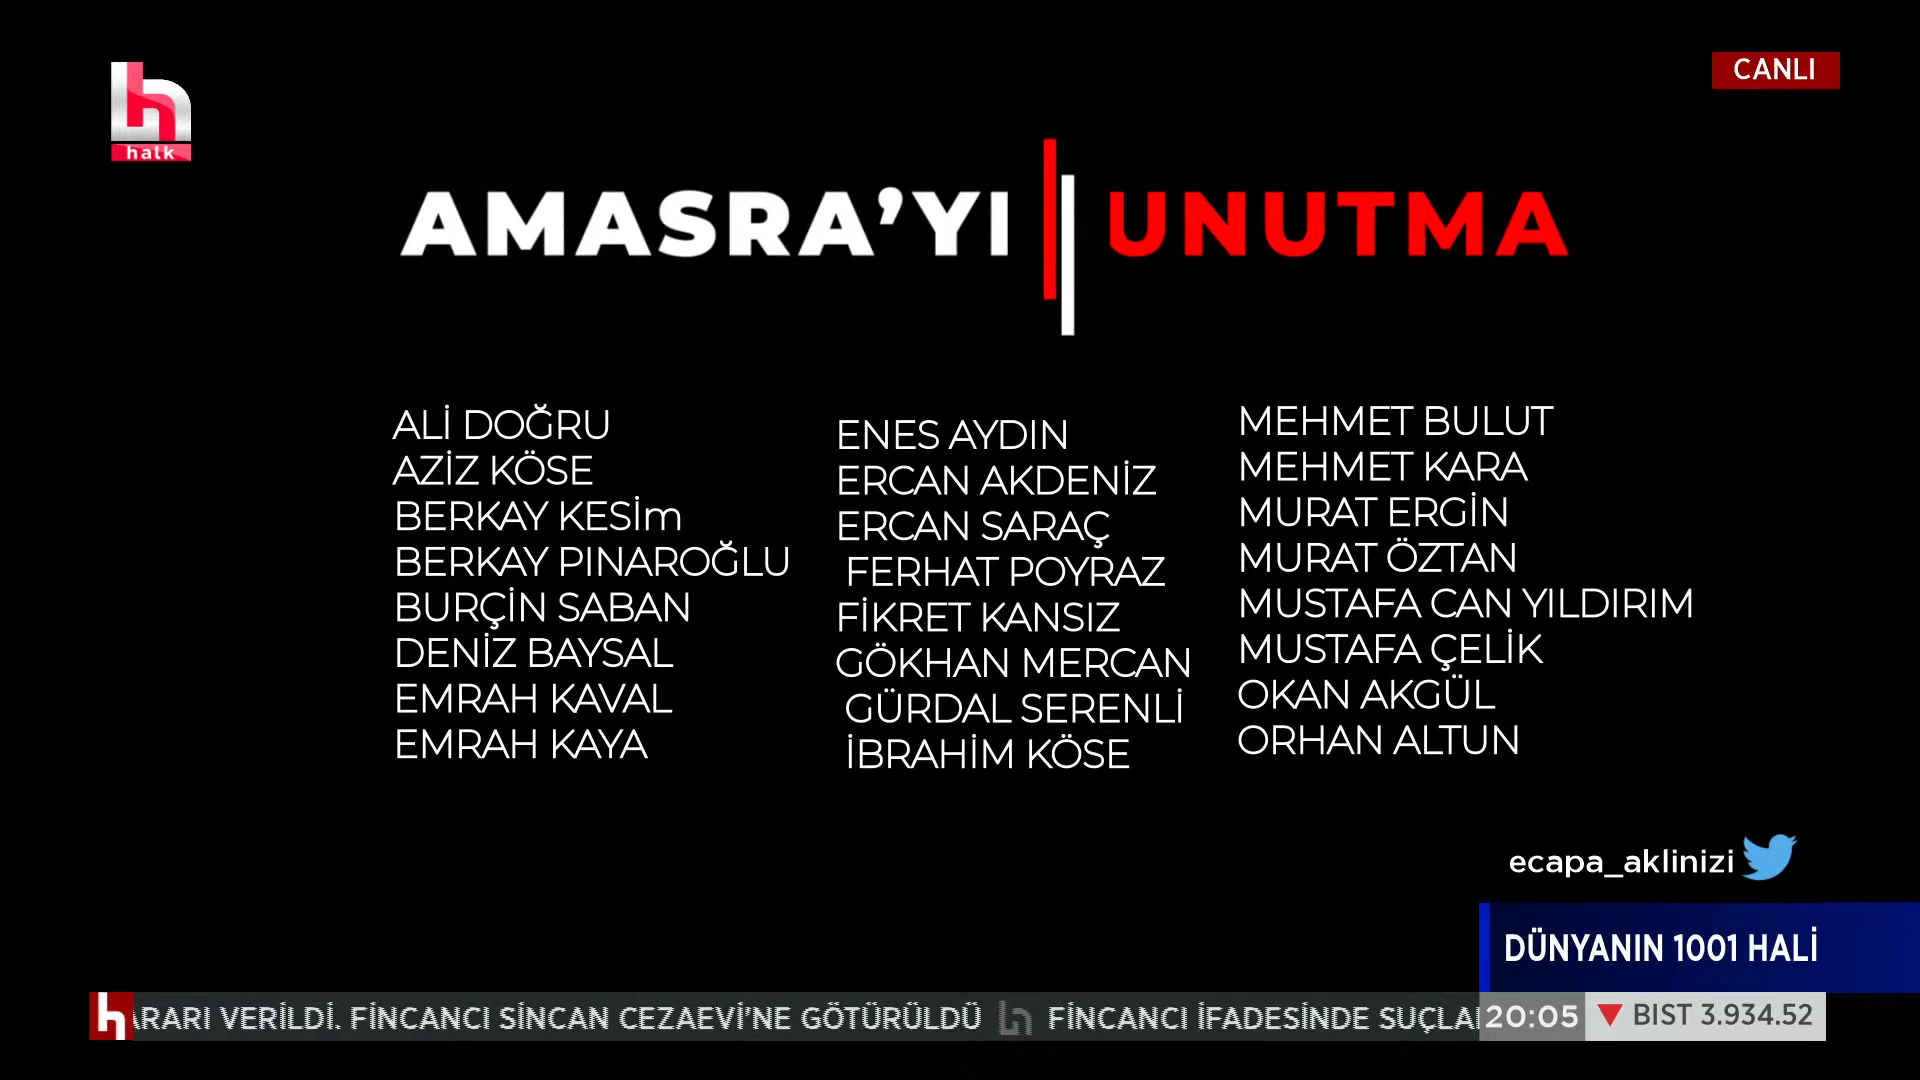 halk
CANLI
AMASRA'YI UNUTMA
ALİ DOĞRU
AZİZ KÖSE
BERKAY KESİm
BERKAY PINAROĞLU
BURÇİN SABAN
DENİZ BAYSAL
EMRAH KAVAL
EMRAH KAYA
ENES AYDIN
ERCAN AKDENİZ
ERCAN SARAÇ
FERHAT POYRAZ
FİKRET KANSIZ
GÖKHAN MERCAN
GÜRDAL SERENLİ
İBRAHİM KÖSE
MEHMET BULUT
MEHMET KARA
MURAT ERGİN
MURAT ÖZTAN
MUSTAFA CAN YILDIRIM
MUSTAFA ÇELİK
OKAN AKGÜL
ORHAN ALTUN
ecapa_aklinizi
DÜNYANIN 1001 HALİ
ARARI VERİLDİ. FİNCANCI SİNCAN CEZAEVİ'NE GÖTÜRÜLDÜ FİNCANCI İFADESİNDE SUÇLA 20:05 BIST 3.934.52